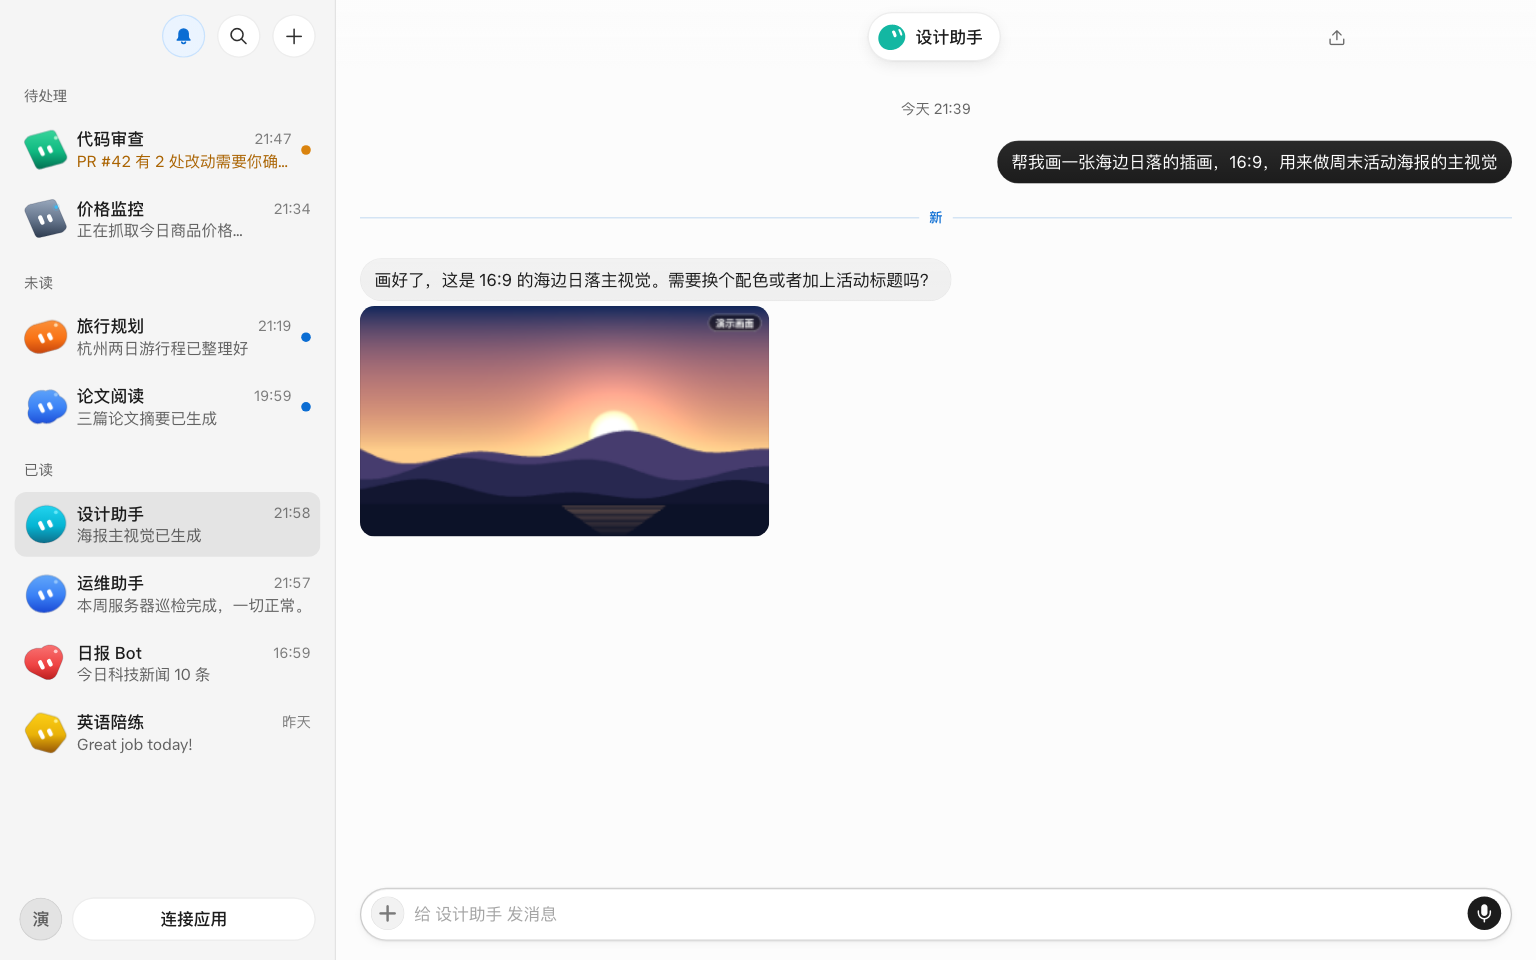 待处理
代码审查 21:47
PR #42 有 2 处改动需要你确...
价格监控 21:34
正在抓取今日商品价格...
未读
旅行规划 21:19
杭州两日游行程已整理好
论文阅读 19:59
三篇论文摘要已生成
已读
设计助手 21:58
海报主视觉已生成
运维助手 21:57
本周服务器巡检完成，一切正常。
日报 Bot 16:59
今日科技新闻 10 条
英语陪练 昨天
Great job today!
演 连接应用
设计助手
今天 21:39
帮我画一张海边日落的插画，16:9，用来做周末活动海报的主视觉
新
画好了，这是 16:9 的海边日落主视觉。需要换个配色或者加上活动标题吗？
演示画面
给 设计助手 发消息